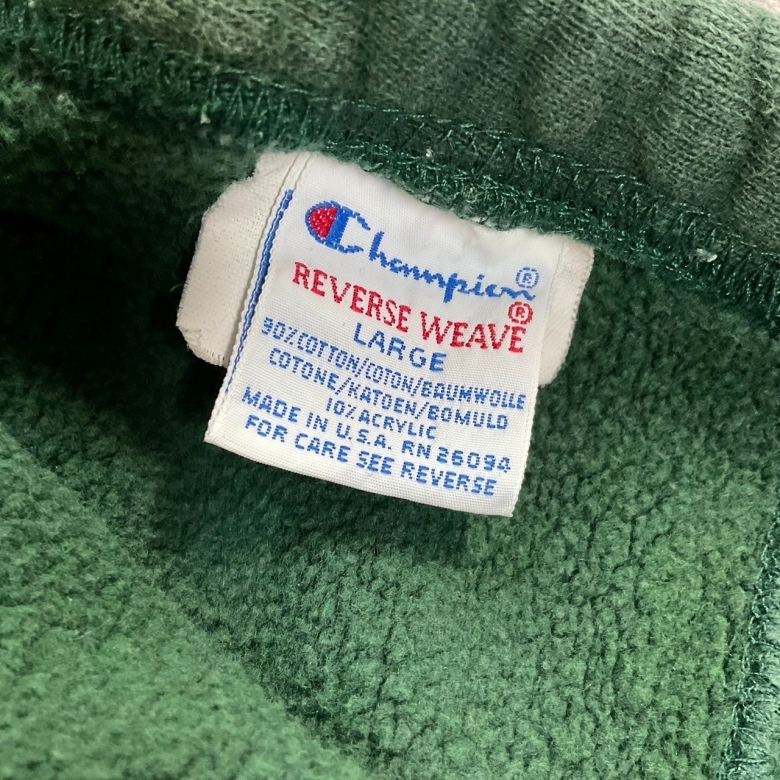 Champion®
REVERSE WEAVE®
LARGE
90%COTTON/COTON/BAUMWOLLE
COTONE/KATOEN/BOMULD
10% ACRYLIC
MADE IN U.S.A. RN 26094
FOR CARE SEE REVERSE